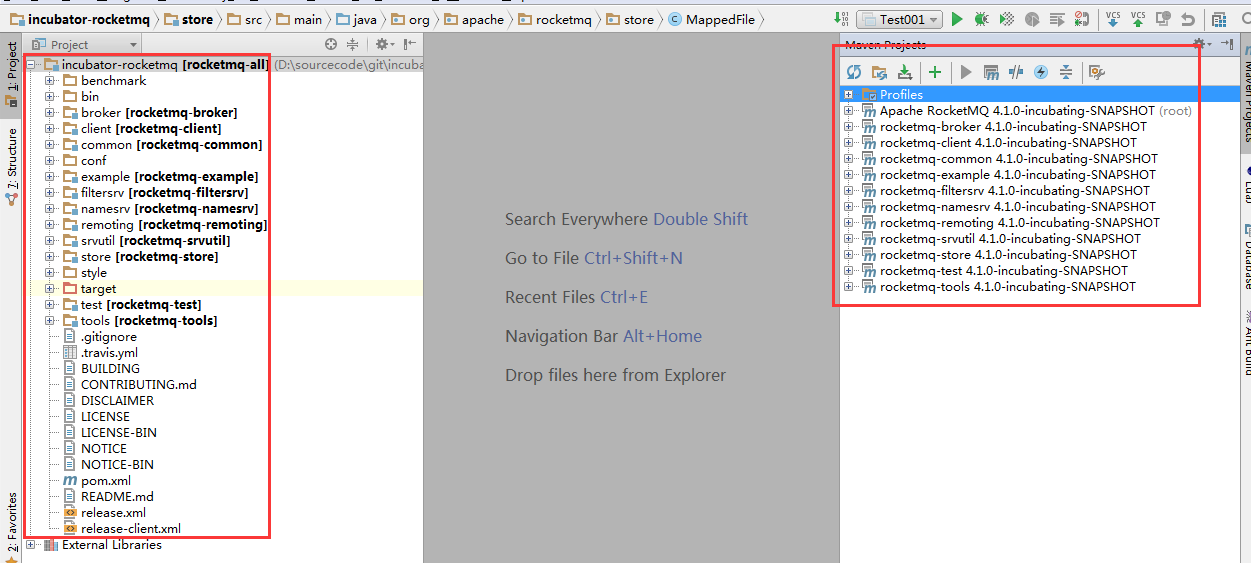 incubator-rocketmq store src main java org apache rocketmq store MappedFile Test001 VCS VCS
1: Project
7: Structure
2: Favorites
Project
incubator-rocketmq [rocketmq-all] (D:\sourcecode\git\incuba
benchmark
bin
broker [rocketmq-broker]
client [rocketmq-client]
common [rocketmq-common]
conf
example [rocketmq-example]
filtersrv [rocketmq-filtersrv]
namesrv [rocketmq-namesrv]
remoting [rocketmq-remoting]
srvutil [rocketmq-srvutil]
store [rocketmq-store]
style
target
test [rocketmq-test]
tools [rocketmq-tools]
.gitignore
.travis.yml
BUILDING
CONTRIBUTING.md
DISCLAIMER
LICENSE
LICENSE-BIN
NOTICE
NOTICE-BIN
pom.xml
README.md
release.xml
release-client.xml
External Libraries
Search Everywhere Double Shift
Go to File Ctrl+Shift+N
Recent Files Ctrl+E
Navigation Bar Alt+Home
Drop files here from Explorer
Maven Projects
Profiles
Apache RocketMQ 4.1.0-incubating-SNAPSHOT (root)
rocketmq-broker 4.1.0-incubating-SNAPSHOT
rocketmq-client 4.1.0-incubating-SNAPSHOT
rocketmq-common 4.1.0-incubating-SNAPSHOT
rocketmq-example 4.1.0-incubating-SNAPSHOT
rocketmq-filtersrv 4.1.0-incubating-SNAPSHOT
rocketmq-namesrv 4.1.0-incubating-SNAPSHOT
rocketmq-remoting 4.1.0-incubating-SNAPSHOT
rocketmq-srvutil 4.1.0-incubating-SNAPSHOT
rocketmq-store 4.1.0-incubating-SNAPSHOT
rocketmq-test 4.1.0-incubating-SNAPSHOT
rocketmq-tools 4.1.0-incubating-SNAPSHOT
Maven Projects
Database
Ant Build